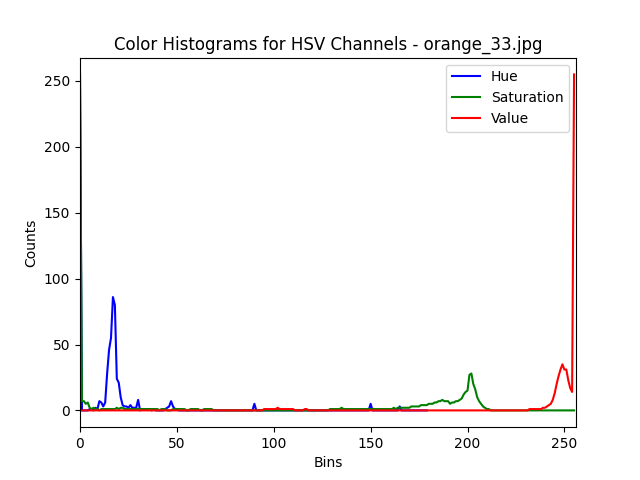 Color Histograms for HSV Channels - orange_33.jpg
250
200
150
100
50
0
Counts
Hue
Saturation
Value
0 50 100 150 200 250
Bins